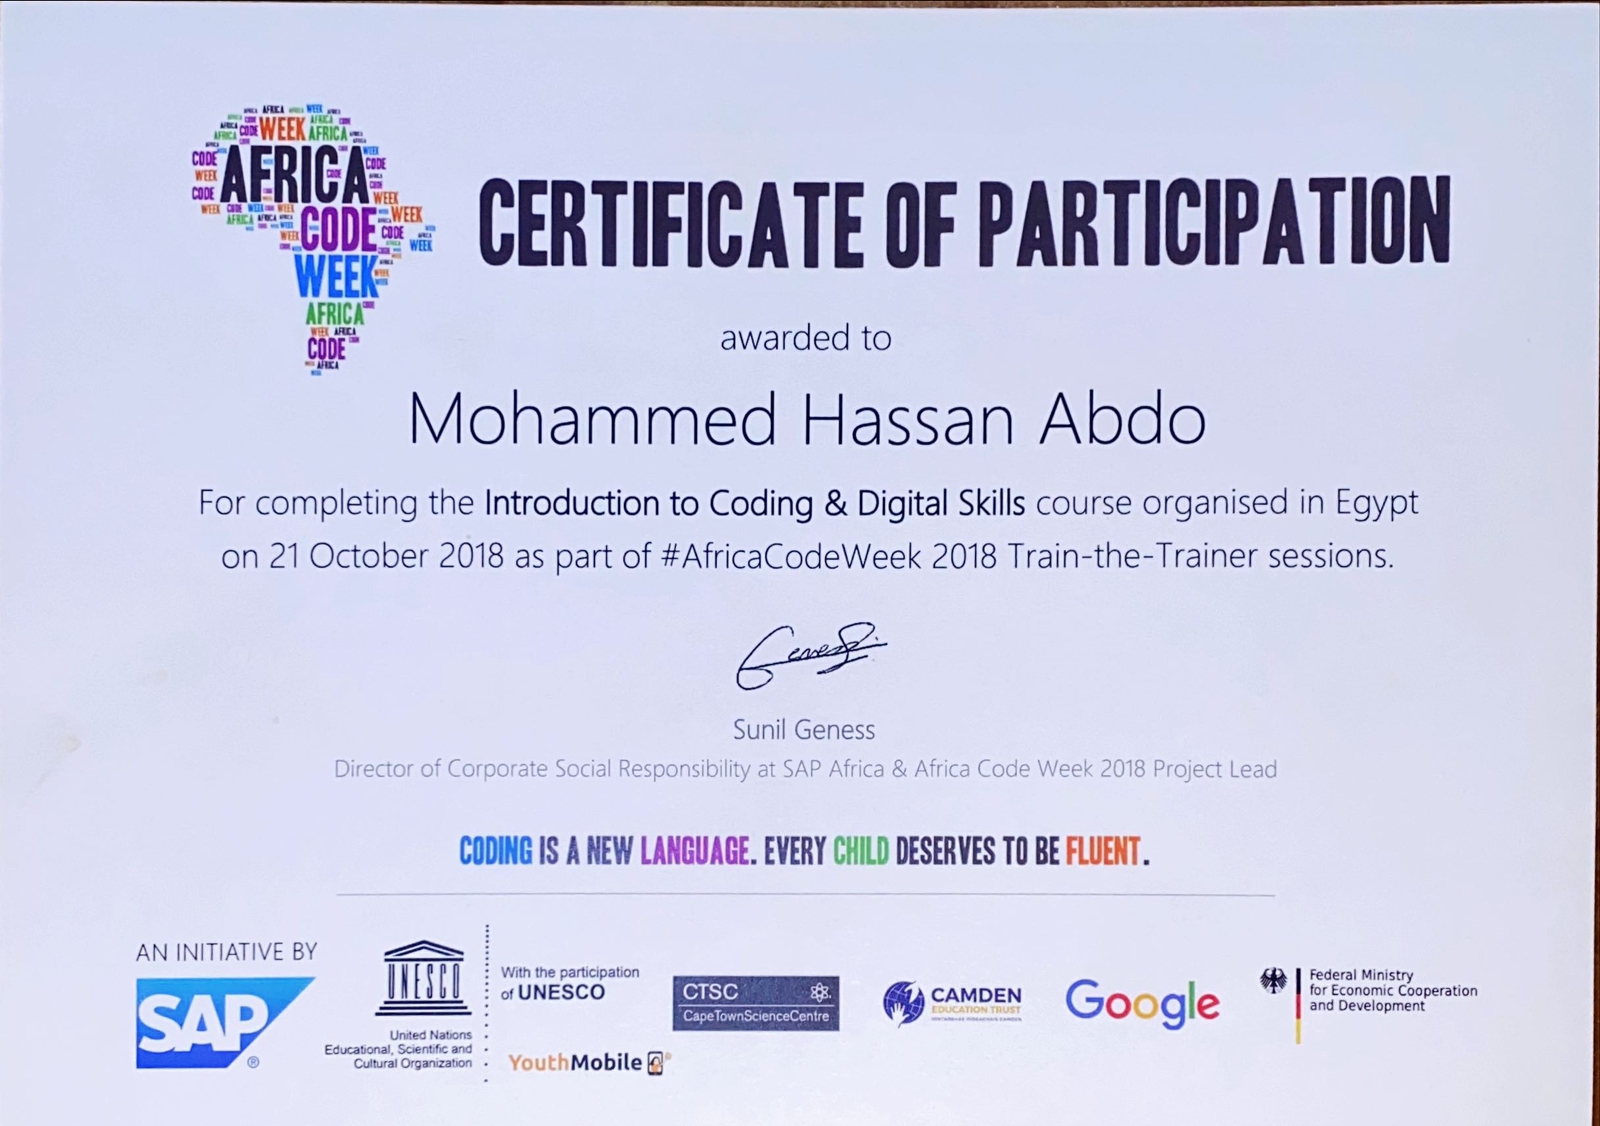 WEEK AFRICA
AFRICA
CODE
WEEK
AFRICA
CODE
CERTIFICATE OF PARTICIPATION
awarded to
Mohammed Hassan Abdo
For completing the Introduction to Coding & Digital Skills course organised in Egypt
on 21 October 2018 as part of #AfricaCodeWeek 2018 Train-the-Trainer sessions.
Sunil Geness
Director of Corporate Social Responsibility at SAP Africa & Africa Code Week 2018 Project Lead
CODING IS A NEW LANGUAGE. EVERY CHILD DESERVES TO BE FLUENT.
AN INITIATIVE BY
SAP®
UNESCO
United Nations
Educational, Scientific and
Cultural Organization
With the participation
of UNESCO
YouthMobile
CTSC
CapeTownScienceCentre
CAMDEN
EDUCATION TRUST
Google
Federal Ministry
for Economic Cooperation
and Development